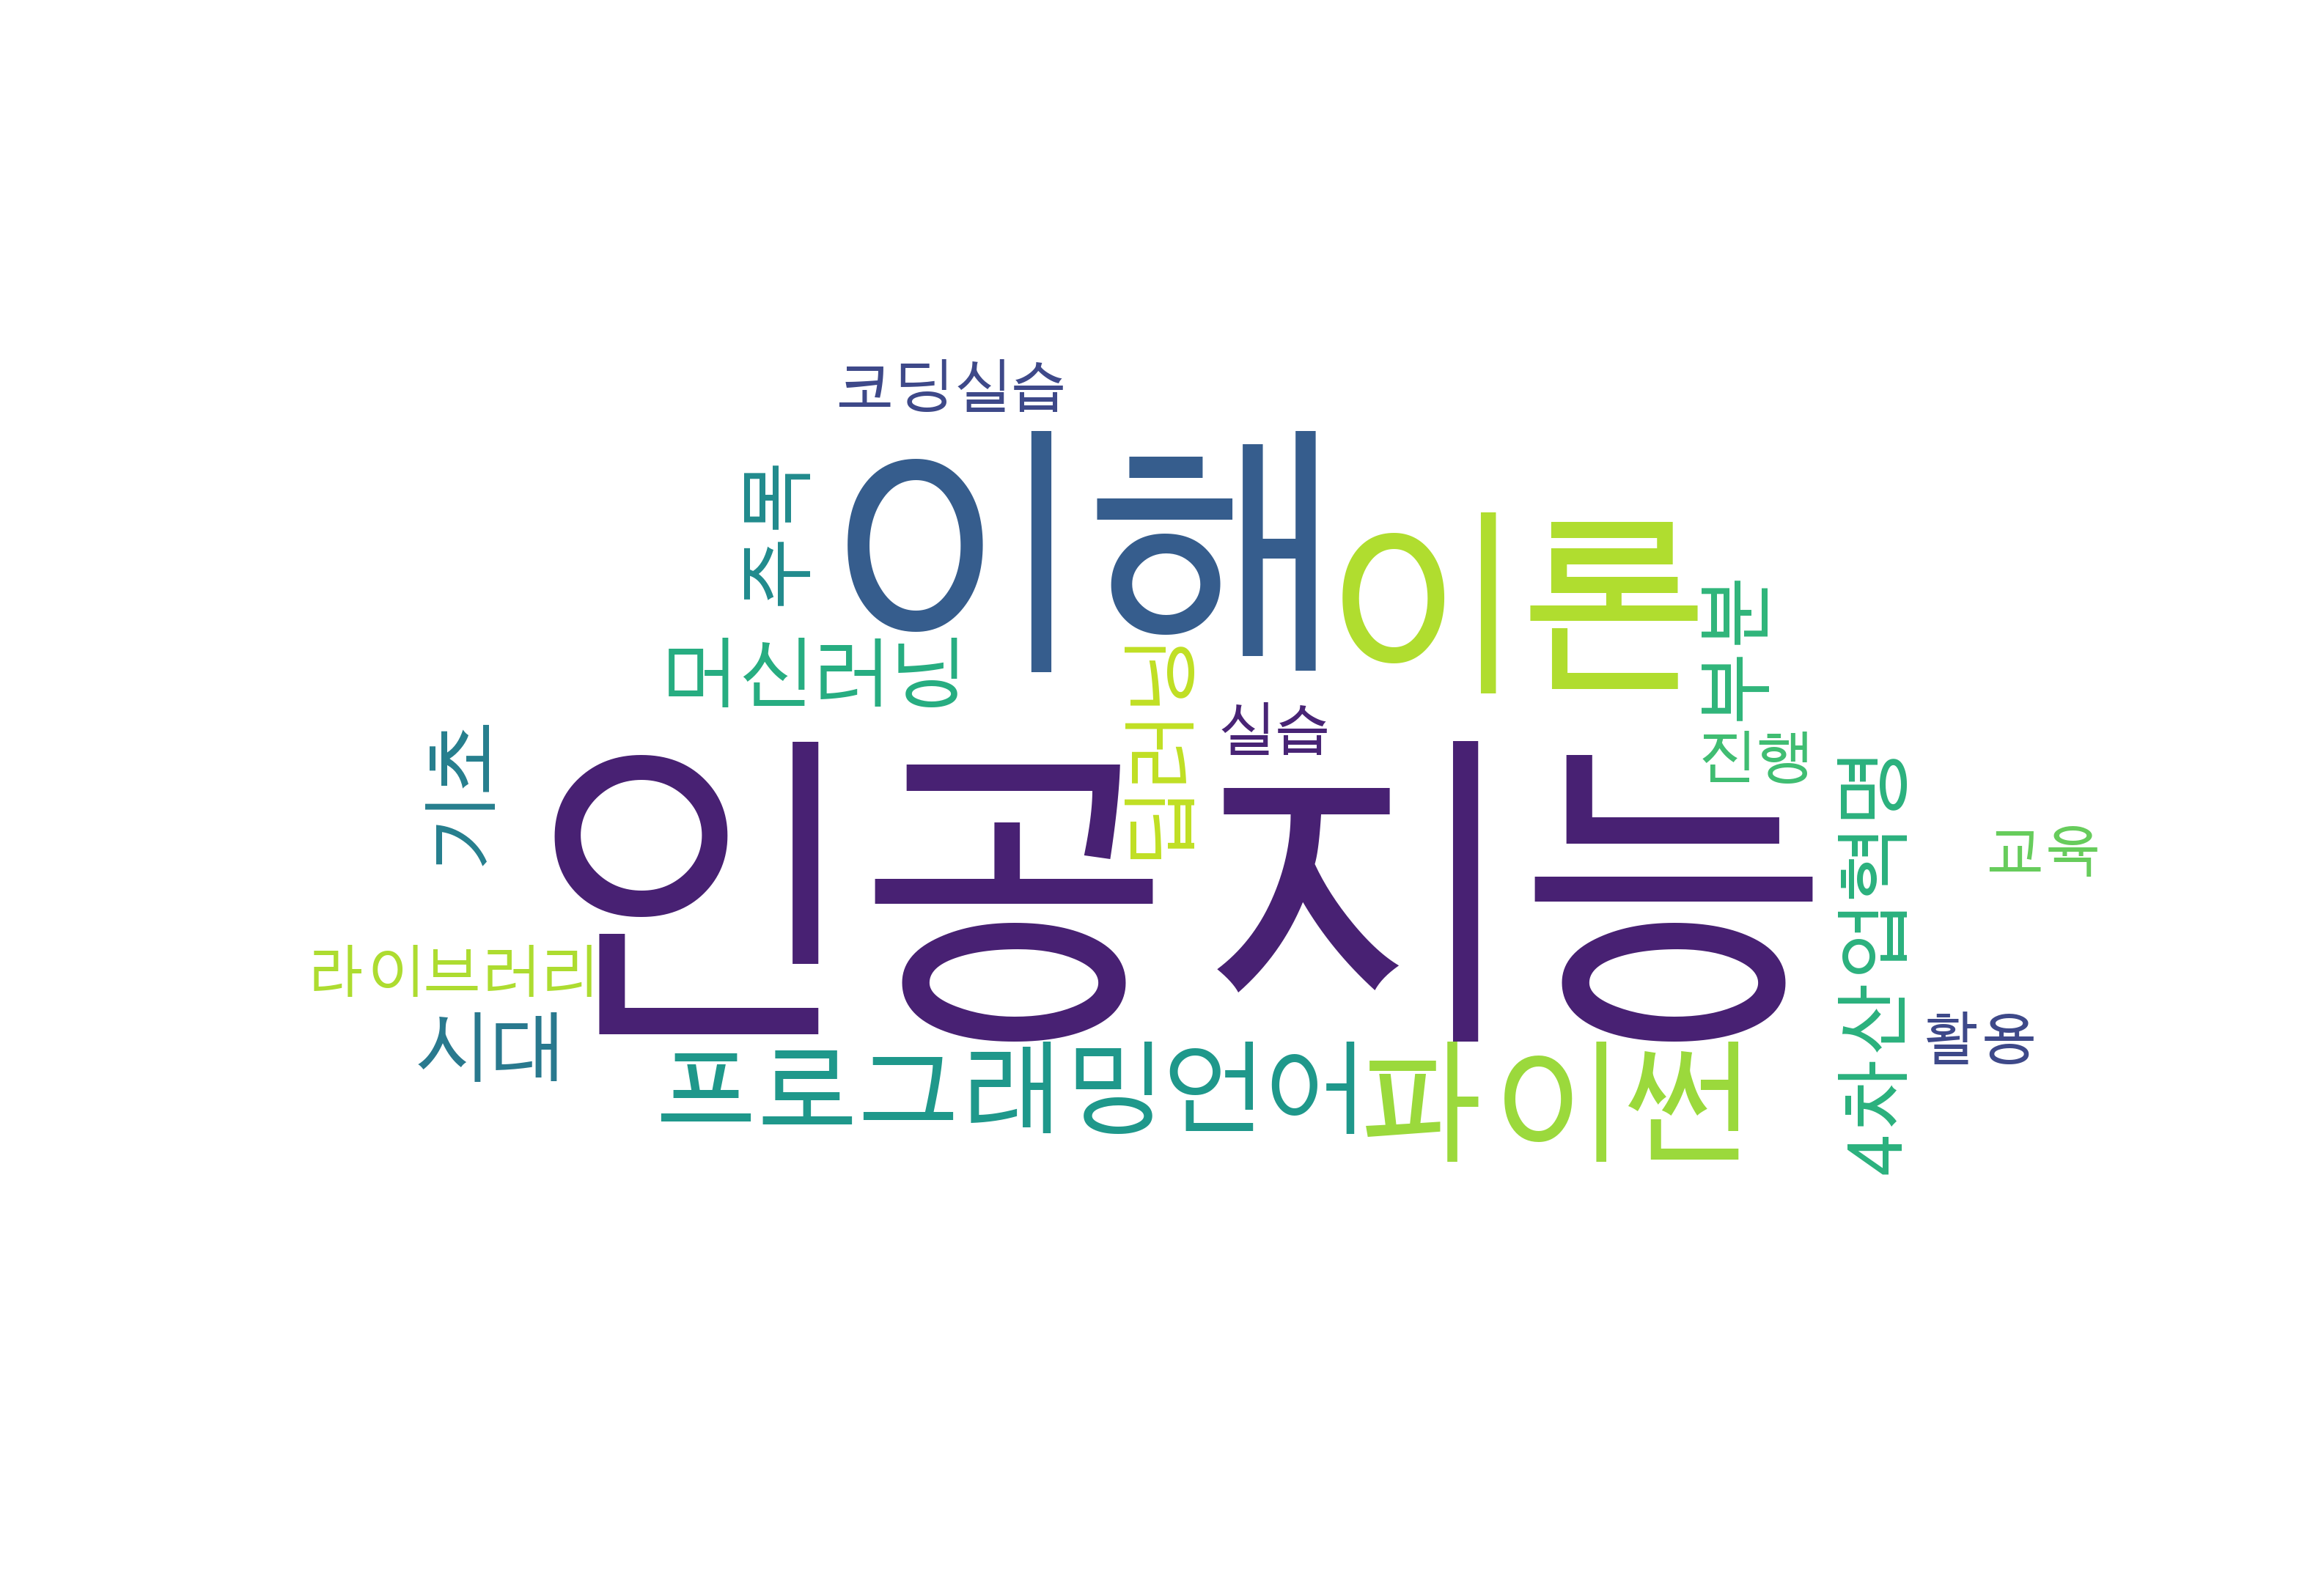 코딩실습
주목
이해
이론
머신러닝
딥러닝
부문
실습
진행
기초
인공지능
4차산업혁명
교육
라이브러리
시대
활용
프로그래밍언어
파이썬